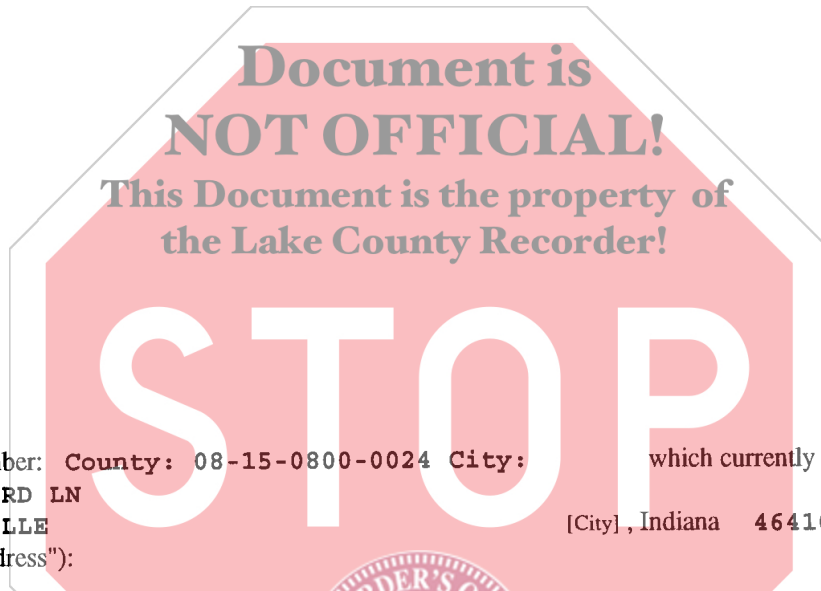 Document is
NOT OFFICIAL!
This Document is the property of
the Lake County Recorder!
STOP
ber: County: 08-15-0800-0024 City: which currently
RD LN
LLE [City] , Indiana 4641
dress"):
DER'S O